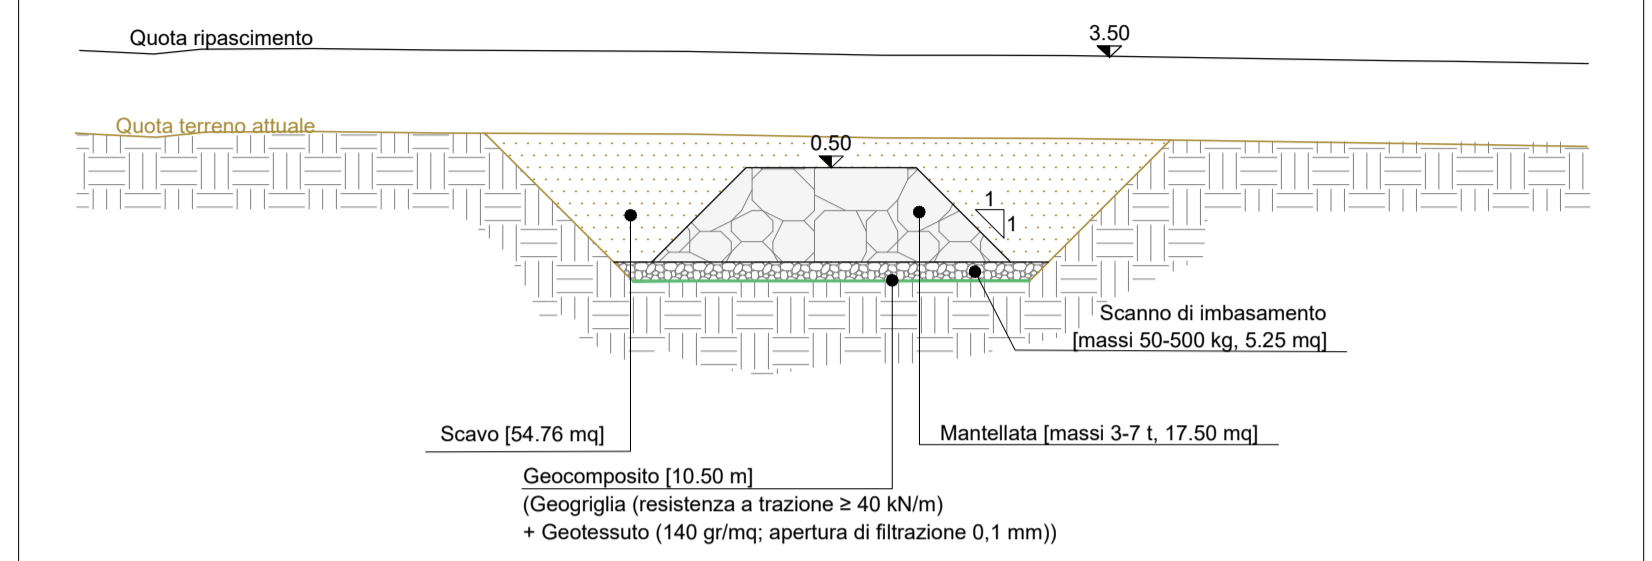 Quota ripascimento
3.50
Quota terreno attuale
0.50
1
1
Scanno di imbasamento
[massi 50-500 kg, 5.25 mq]
Scavo [54.76 mq]
Mantellata [massi 3-7 t, 17.50 mq]
Geocomposito [10.50 m]
(Geogriglia (resistenza a trazione ≥ 40 kN/m)
+ Geotessuto (140 gr/mq; apertura di filtrazione 0,1 mm))